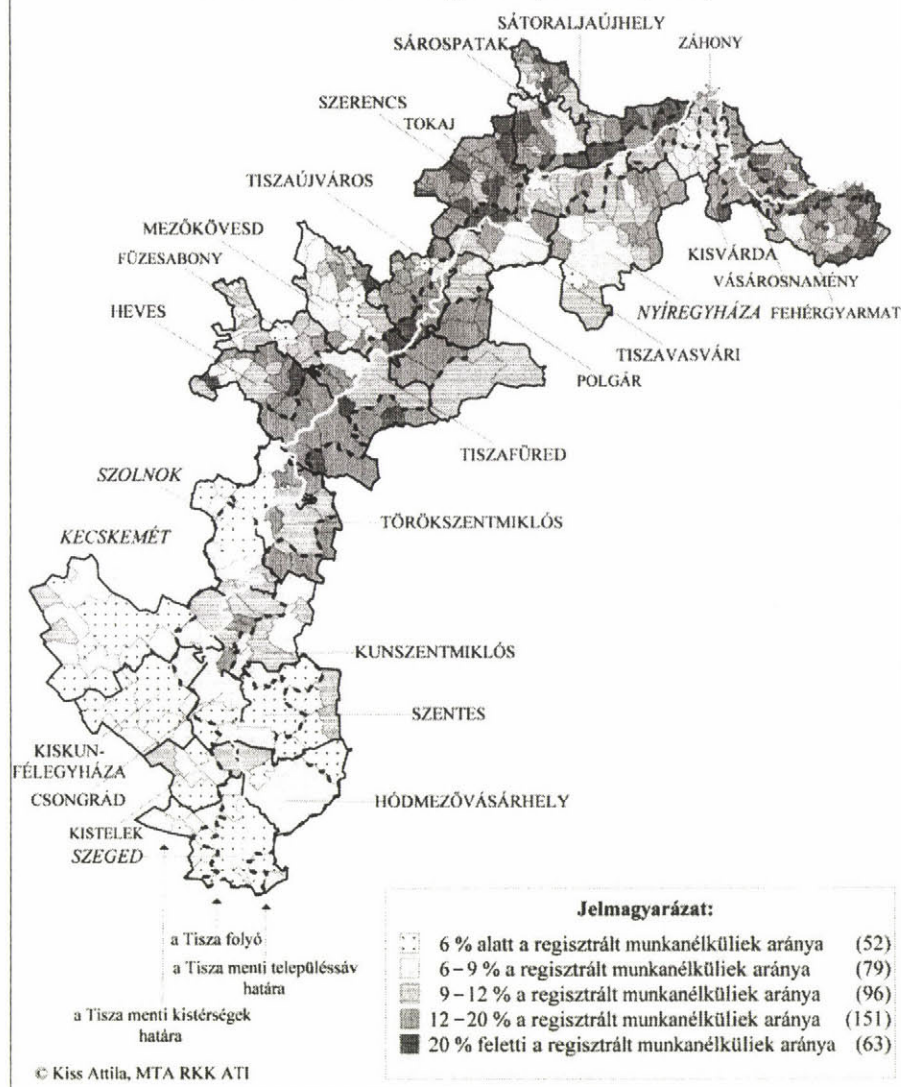 SÁTORALJAÚJHELY
SÁROSPATAK
ZÁHONY
SZERENCS
TOKAJ
TISZAÚJVÁROS
MEZŐKÖVESD
FÜZESABONY
HEVES
KISVÁRDA
VÁSÁROSNAMÉNY
NYÍREGYHÁZA FEHÉRGYARMAT
TISZAVASVÁRI
POLGÁR
TISZAFÜRED
SZOLNOK
TÖRÖKSZENTMIKLÓS
KECSKEMÉT
KUNSZENTMIKLÓS
SZENTES
KISKUN-
FÉLEGYHÁZA
CSONGRÁD
HÓDMEZŐVÁSÁRHELY
KISTELEK
SZEGED
a Tisza folyó
a Tisza menti településsáv
határa
a Tisza menti kistérségek
határa
Jelmagyarázat:
6 % alatt a regisztrált munkanélküliek aránya (52)
6–9 % a regisztrált munkanélküliek aránya (79)
9–12 % a regisztrált munkanélküliek aránya (96)
12–20 % a regisztrált munkanélküliek aránya (151)
20 % feletti a regisztrált munkanélküliek aránya (63)
© Kiss Attila, MTA RKK ATI